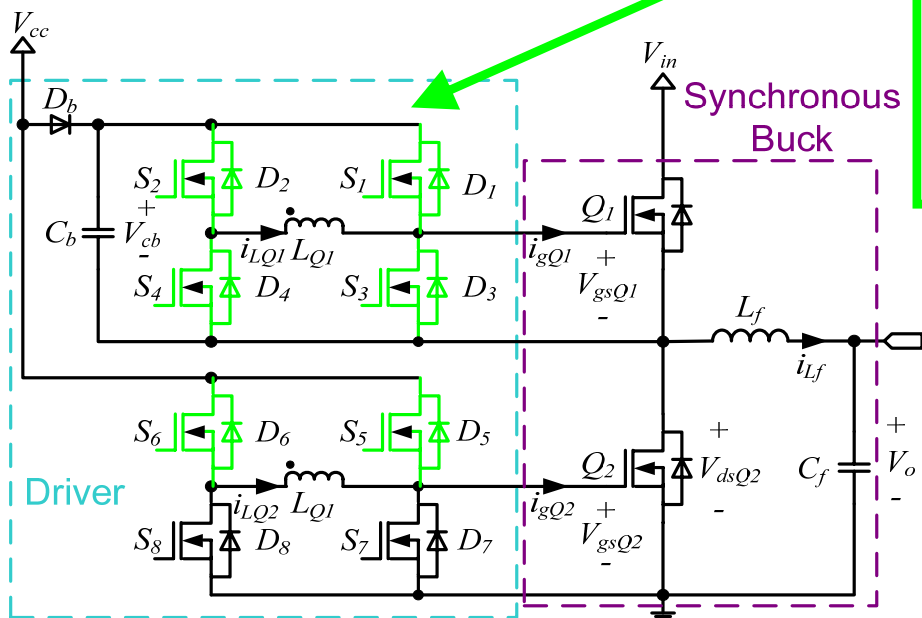 Vcc
Vin
Synchronous
Buck
Db
S2
D2
S1
D1
Q1
Cb
+
Vcb
-
iLQ1
LQ1
igQ1
+
VgsQ1
-
S4
D4
S3
D3
Lf
iLf
S6
D6
S5
D5
Q2
+
VdsQ2
-
Cf
+
Vo
-
Driver
iLQ2
LQ1
igQ2
+
VgsQ2
-
S8
D8
S7
D7